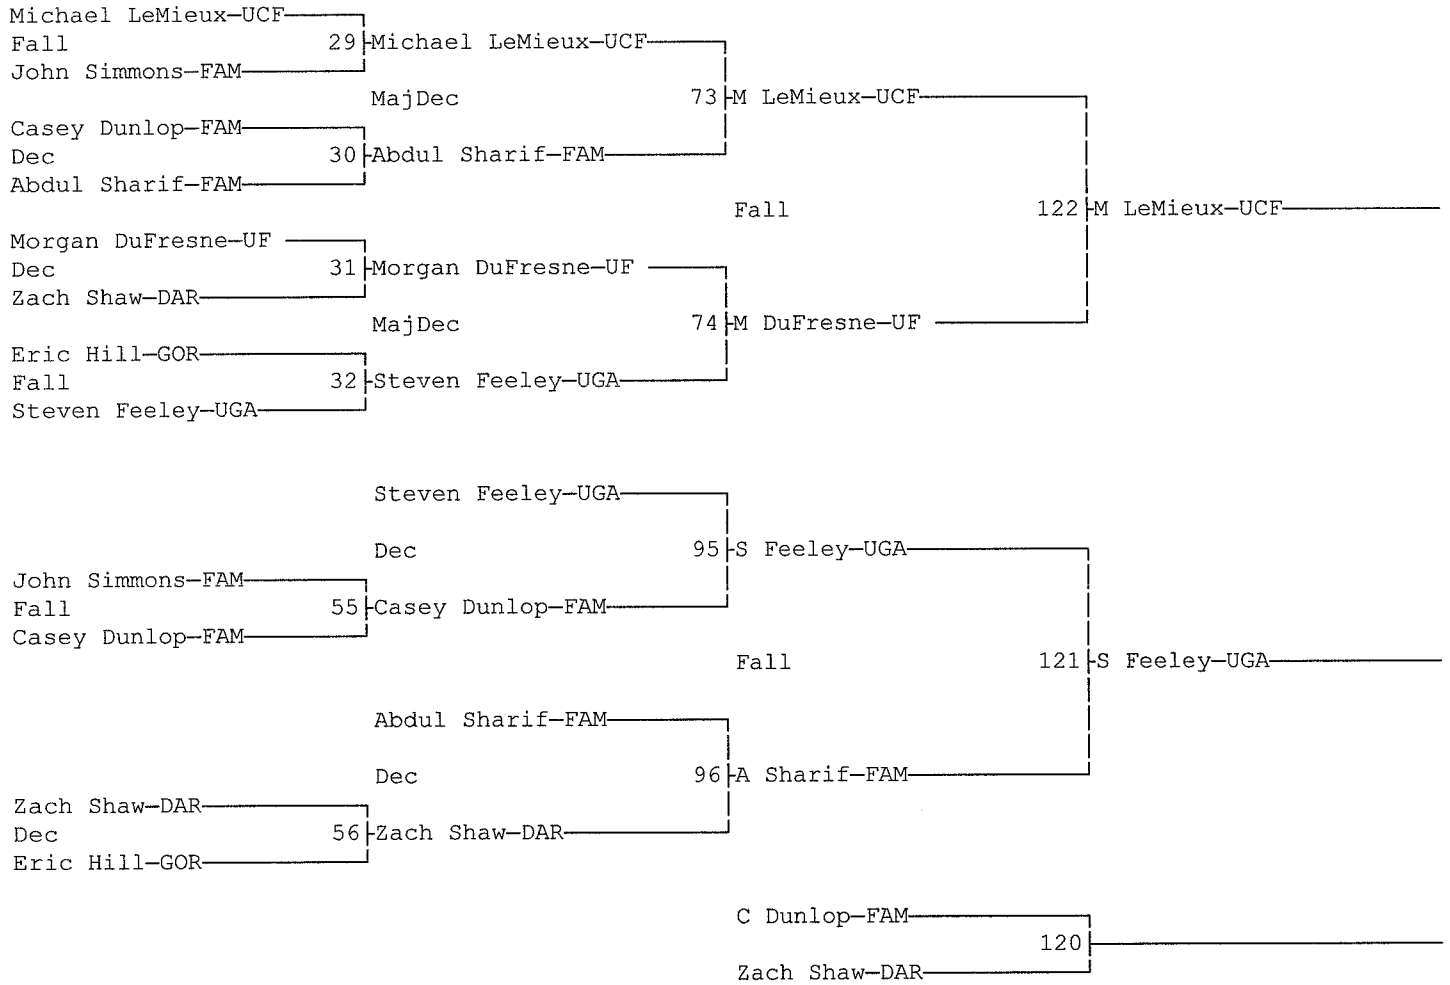 Michael LeMieux-UCF
Fall 29 Michael LeMieux-UCF
John Simmons-FAM
MajDec 73 M LeMieux-UCF
Casey Dunlop-FAM
Dec 30 Abdul Sharif-FAM
Abdul Sharif-FAM
Fall 122 M LeMieux-UCF
Morgan DuFresne-UF
Dec 31 Morgan DuFresne-UF
Zach Shaw-DAR
MajDec 74 M DuFresne-UF
Eric Hill-GOR
Fall 32 Steven Feeley-UGA
Steven Feeley-UGA
Steven Feeley-UGA
Dec 95 S Feeley-UGA
John Simmons-FAM
Fall 55 Casey Dunlop-FAM
Casey Dunlop-FAM
Fall 121 S Feeley-UGA
Abdul Sharif-FAM
Dec 96 A Sharif-FAM
Zach Shaw-DAR
Dec 56 Zach Shaw-DAR
Eric Hill-GOR
C Dunlop-FAM
120
Zach Shaw-DAR